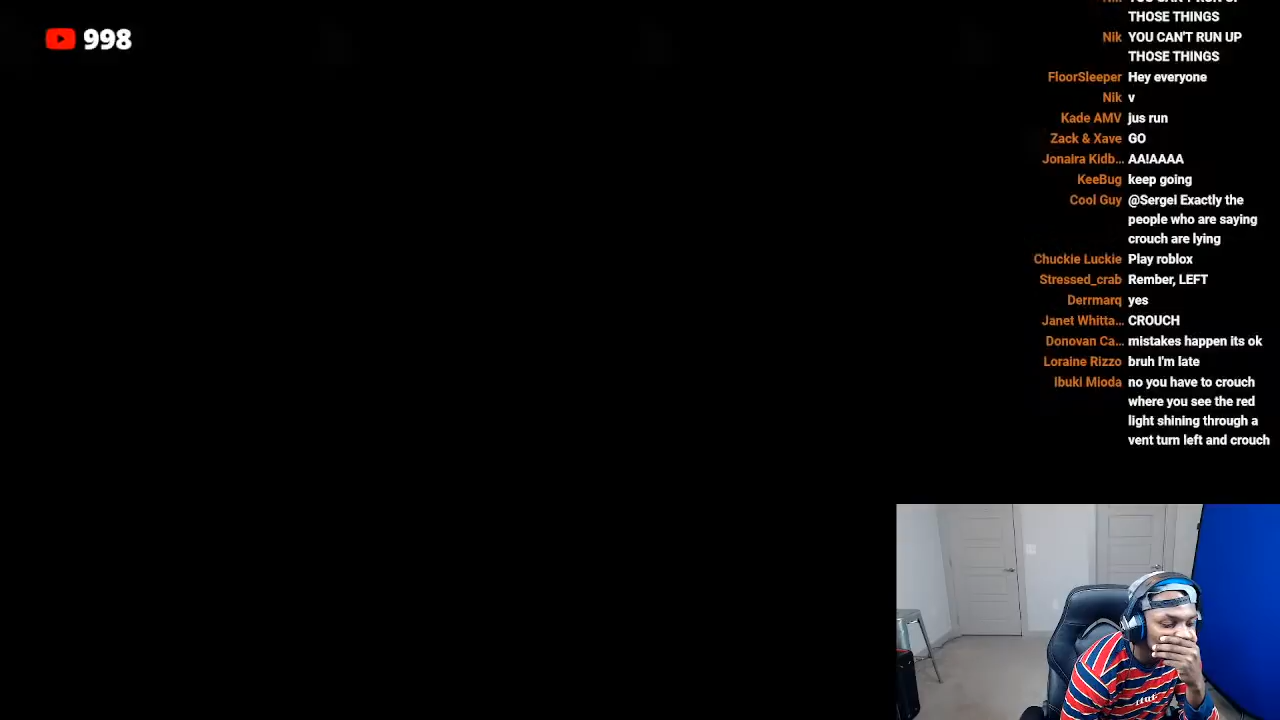 998
THOSE THINGS
Nik YOU CAN'T RUN UP
THOSE THINGS
FloorSleeper Hey everyone
Nik v
Kade AMV jus run
Zack & Xave GO
Jonaira Kidb... AA!AAAA
KeeBug keep going
Cool Guy @Sergei Exactly the
people who are saying
crouch are lying
Chuckie Luckie Play roblox
Stressed_crab Rember, LEFT
Derrmarq yes
Janet Whitta... CROUCH
Donovan Ca... mistakes happen its ok
Loraine Rizzo bruh I'm late
Ibuki Mioda no you have to crouch
where you see the red
light shining through a
vent turn left and crouch